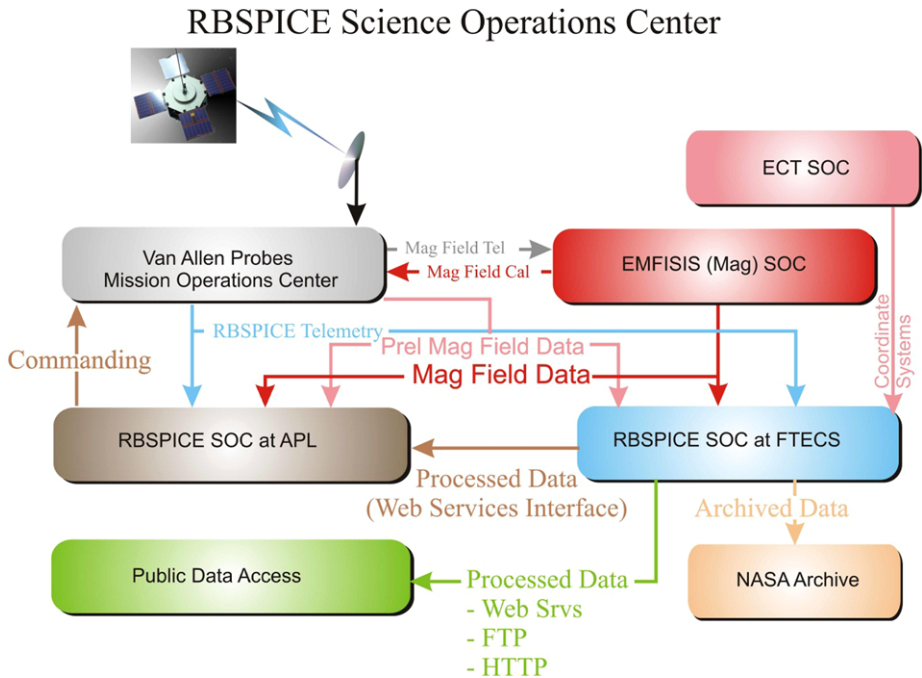 RBSPICE Science Operations Center
ECT SOC
Van Allen Probes
Mission Operations Center
Mag Field Tel
Mag Field Cal
EMFISIS (Mag) SOC
Coordinate
Systems
RBSPICE Telemetry
Prel Mag Field Data
Commanding
Mag Field Data
RBSPICE SOC at APL
RBSPICE SOC at FTECS
Processed Data
(Web Services Interface)
Archived Data
Public Data Access
Processed Data
- Web Srvs
- FTP
- HTTP
NASA Archive